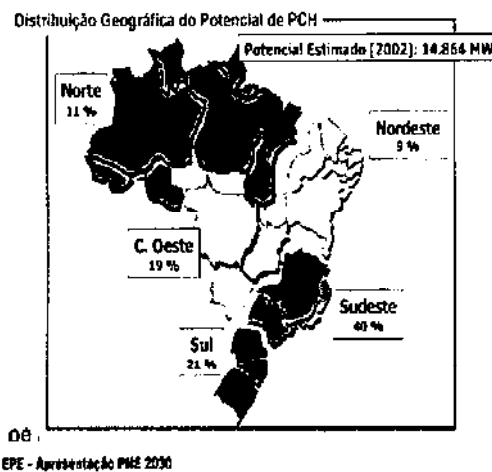 Distribuição Geográfica do Potencial de PCH
Potencial Estimado [2002]: 14.864 MW
Norte
11 %
Nordeste
9 %
C. Oeste
19 %
Sudeste
40 %
Sul
21 %
EPE - Apresentação PNE 2030